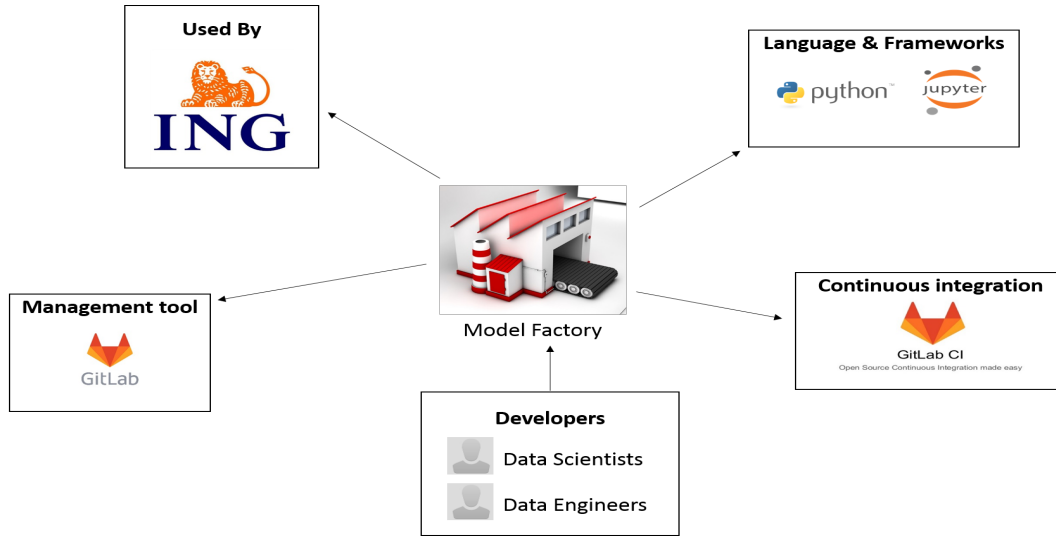 Used By
ING
Language & Frameworks
python™
jupyter
Management tool
GitLab
Model Factory
Continuous integration
GitLab CI
Open Source Continuous Integration made easy
Developers
Data Scientists
Data Engineers